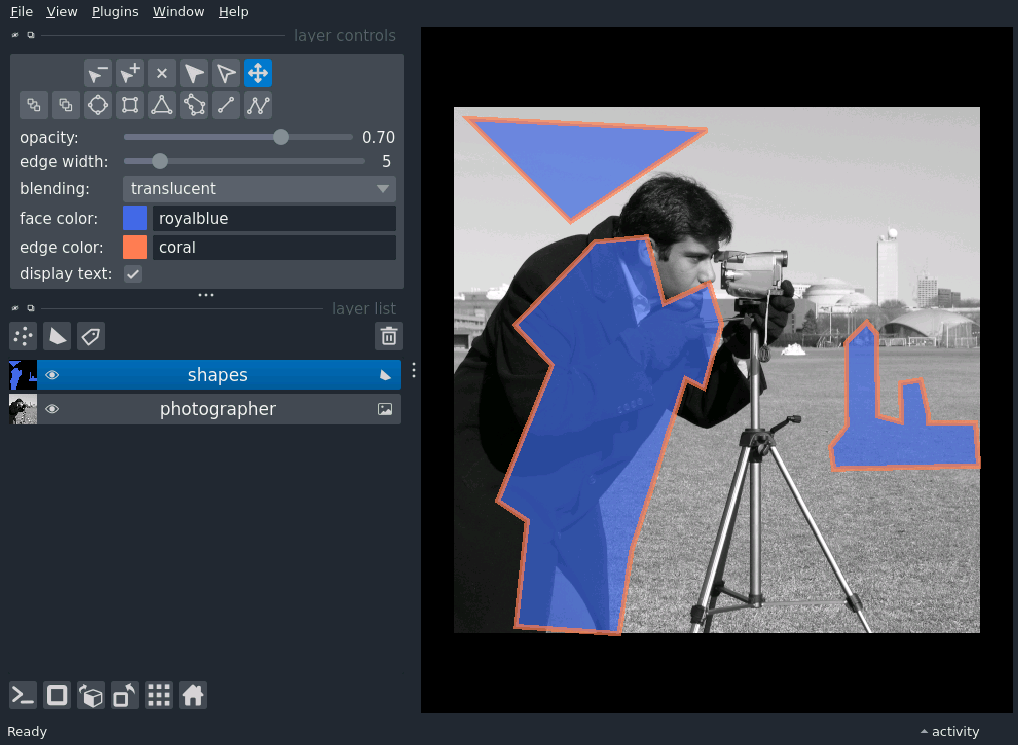 File View Plugins Window Help
layer controls
opacity: 0.70
edge width: 5
blending: translucent
face color: royalblue
edge color: coral
display text:
layer list
shapes
photographer
Ready activity